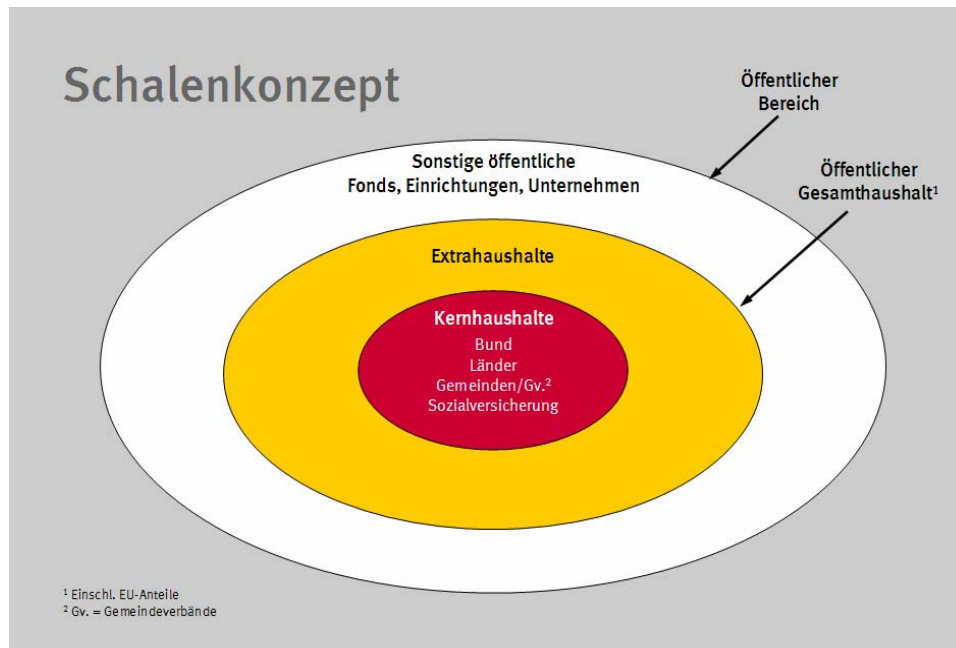 Schalenkonzept
Öffentlicher
Bereich
Öffentlicher
Gesamthaushalt¹
Sonstige öffentliche
Fonds, Einrichtungen, Unternehmen
Extrahaushalte
Kernhaushalte
Bund
Länder
Gemeinden/Gv.²
Sozialversicherung
¹ Einschl. EU-Anteile
² Gv. = Gemeindeverbände